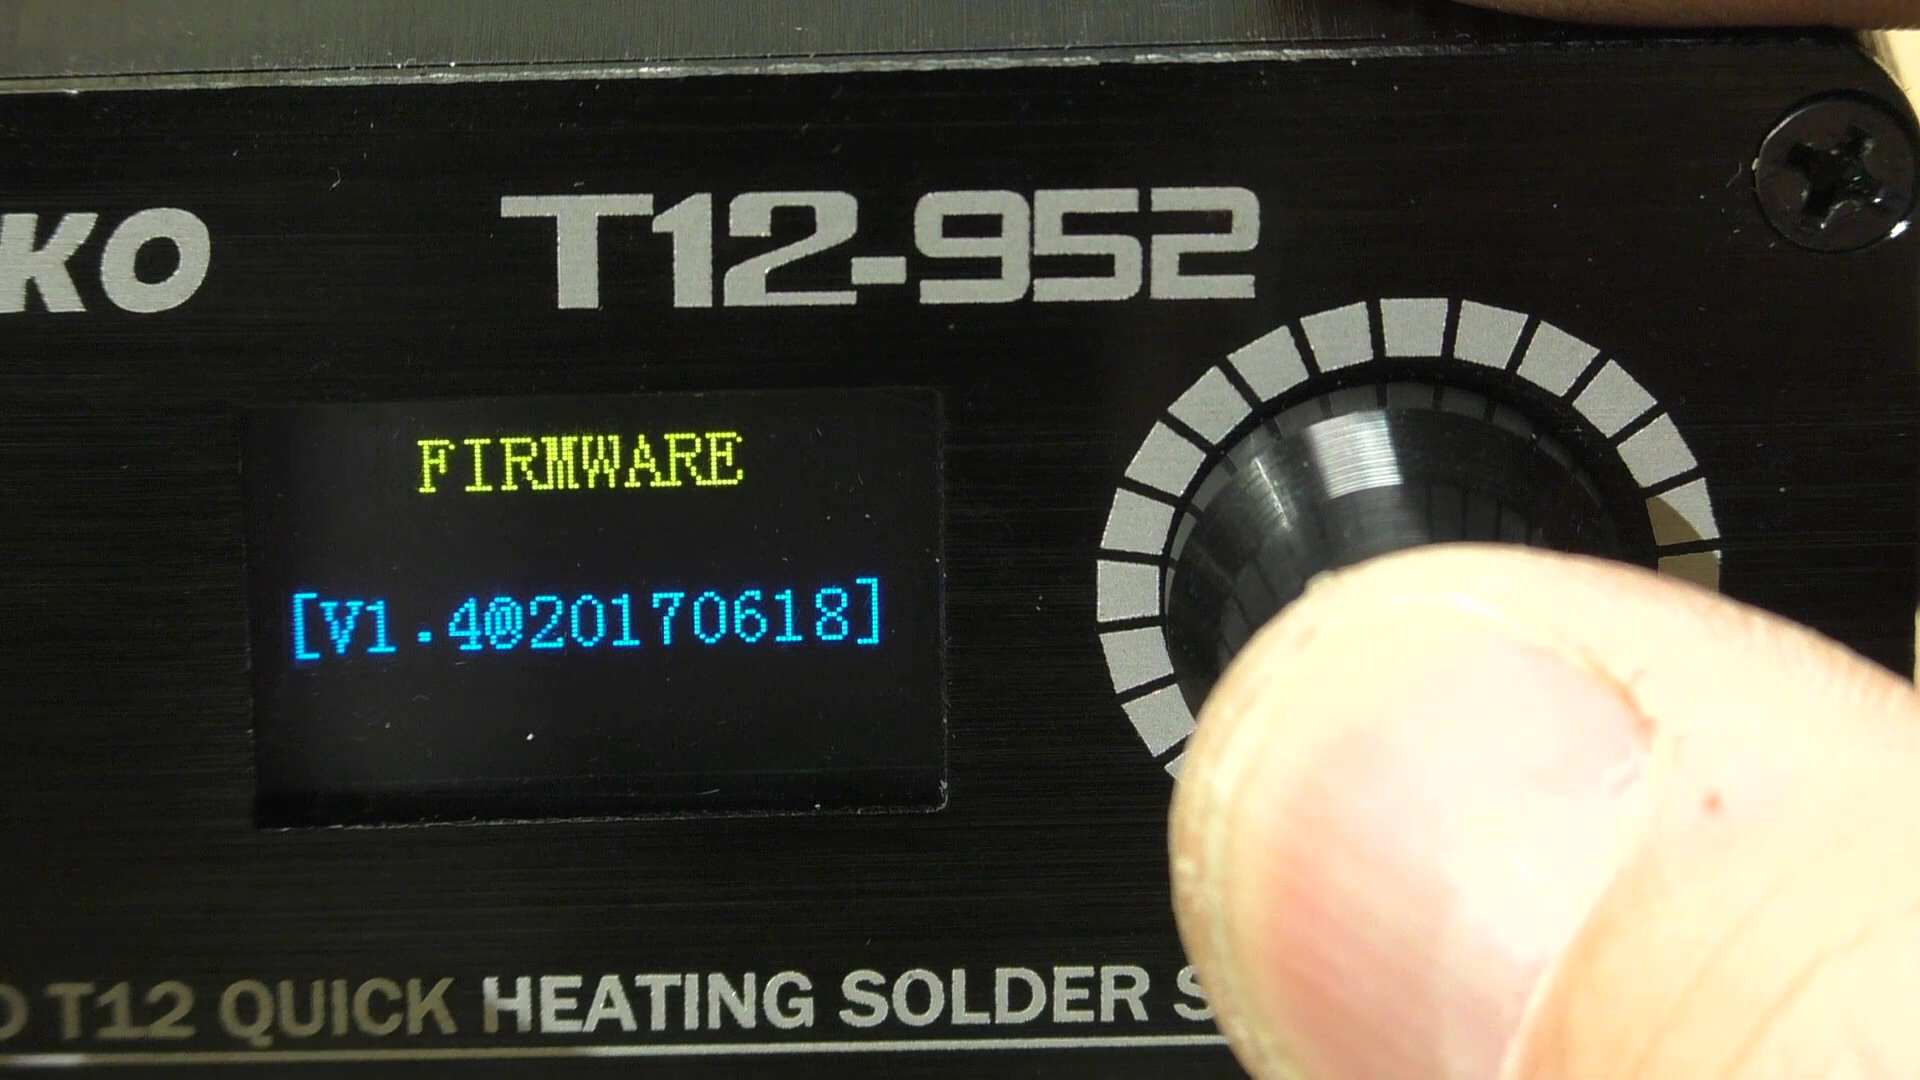 KO
T12-952
FIRMWARE
[V1.4@20170618]
T12 QUICK HEATING SOLDER S